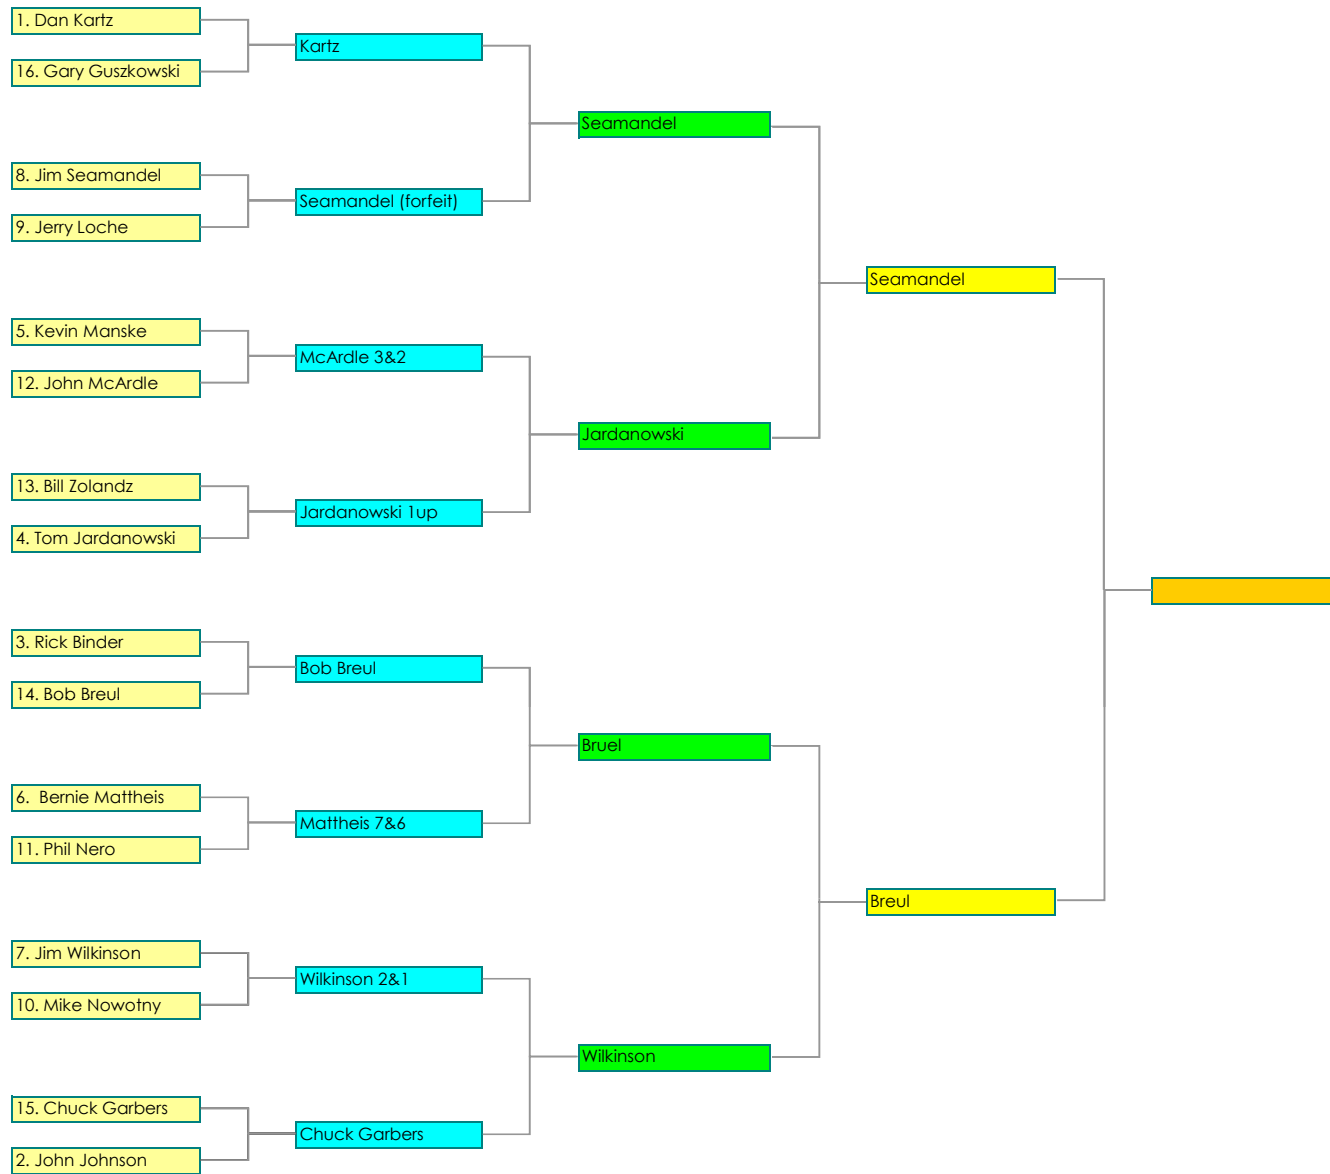 1. Dan Kartz
16. Gary Guszkowski
8. Jim Seamandel
9. Jerry Loche
5. Kevin Manske
12. John McArdle
13. Bill Zolandz
4. Tom Jardanowski
3. Rick Binder
14. Bob Breul
6.  Bernie Mattheis
11. Phil Nero
7. Jim Wilkinson
10. Mike Nowotny
15. Chuck Garbers
2. John Johnson
Kartz
Seamandel (forfeit)
McArdle 3&2
Jardanowski 1up
Bob Breul
Mattheis 7&6
Wilkinson 2&1
Chuck Garbers
Seamandel
Jardanowski
Bruel
Wilkinson
Seamandel
Breul